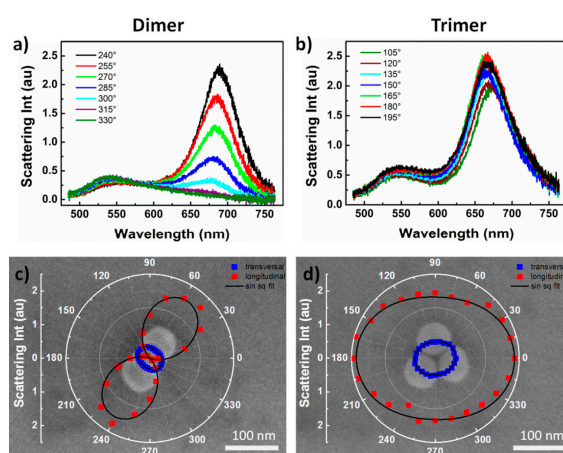 Dimer
Trimer
a)
Scattering Int (au)
2.5
2.0
1.5
1.0
0.5
0.0
240°
255°
270°
285°
300°
315°
330°
500 550 600 650 700 750
Wavelength (nm)
b)
Scattering Int (au)
2.5
2.0
1.5
1.0
0.5
0.0
105°
120°
135°
150°
165°
180°
195°
500 550 600 650 700 750
Wavelength (nm)
c)
Scattering Int (au)
2
1
0
1
2
90
120
60
150
30
180
0
210
330
240
300
270
transversal
longitudinal
sin sq fit
100 nm
d)
Scattering Int (au)
2
1
0
1
2
90
120
60
150
30
180
0
210
330
240
300
270
transversal
longitudinal
sin sq fit
100 nm